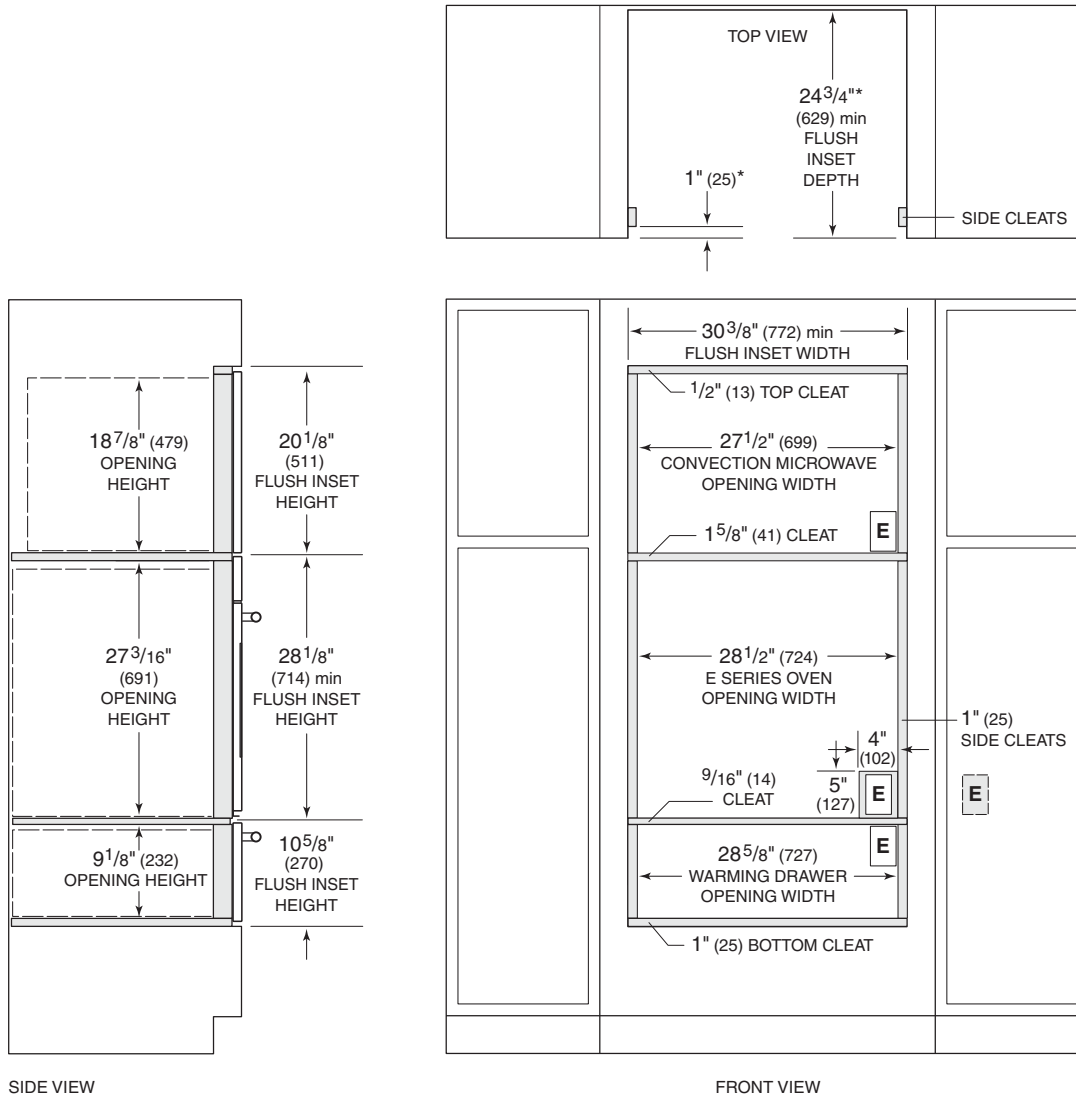 TOP VIEW
24 3/4"*
(629) min
FLUSH
INSET
DEPTH
1" (25)*
SIDE CLEATS
18 7/8" (479)
OPENING
HEIGHT
20 1/8"
(511)
FLUSH INSET
HEIGHT
27 3/16"
(691)
OPENING
HEIGHT
28 1/8"
(714) min
FLUSH INSET
HEIGHT
9 1/8" (232)
OPENING HEIGHT
10 5/8"
(270)
FLUSH INSET
HEIGHT
SIDE VIEW
30 3/8" (772) min
FLUSH INSET WIDTH
1/2" (13) TOP CLEAT
27 1/2" (699)
CONVECTION MICROWAVE
OPENING WIDTH
E
1 5/8" (41) CLEAT
28 1/2" (724)
E SERIES OVEN
OPENING WIDTH
1" (25)
SIDE CLEATS
4"
(102)
9/16" (14)
CLEAT
5"
(127)
E
E
E
28 5/8" (727)
WARMING DRAWER
OPENING WIDTH
1" (25) BOTTOM CLEAT
FRONT VIEW